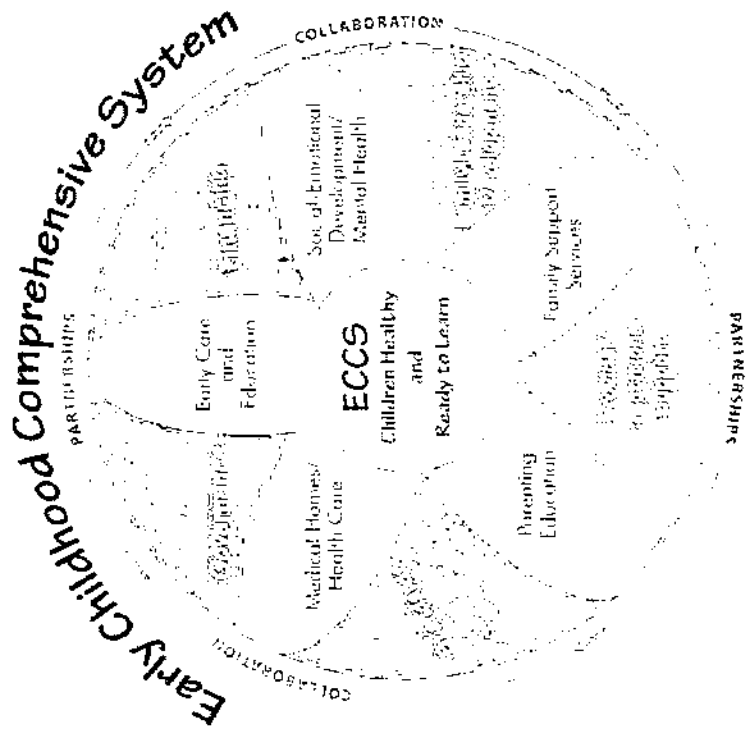 Early Childhood Comprehensive System
COLLABORATION
PARTNERSHIPS
COLLABORATION
PARTNERSHIPS
Early Care
and
Education
Social-Emotional
Development/
Mental Health
Medical Homes/
Health Care
ECCS
Children Healthy
and
Ready to Learn
Family Support
Services
Parenting
Education